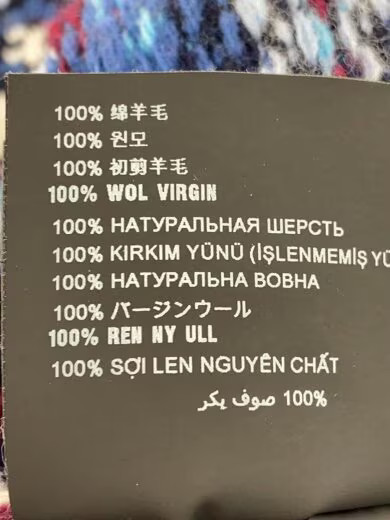 100% 绵羊毛
100% 원모
100% 初剪羊毛
100% WOL VIRGIN
100% НАТУРАЛЬНАЯ ШЕРСТЬ
100% KIRKIM YÜNÜ (İŞLENMEMİŞ
100% НАТУРАЛЬНА ВОВНА
100% バージンウール
100% REN NY ULL
100% SỢI LEN NGUYÊN CHẤT
100% صوف يكر